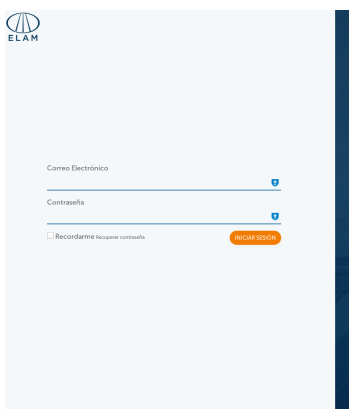 ELAM
Correo Electrónico
Contraseña
Recordarme Recuperar contraseña
INICIAR SESIÓN